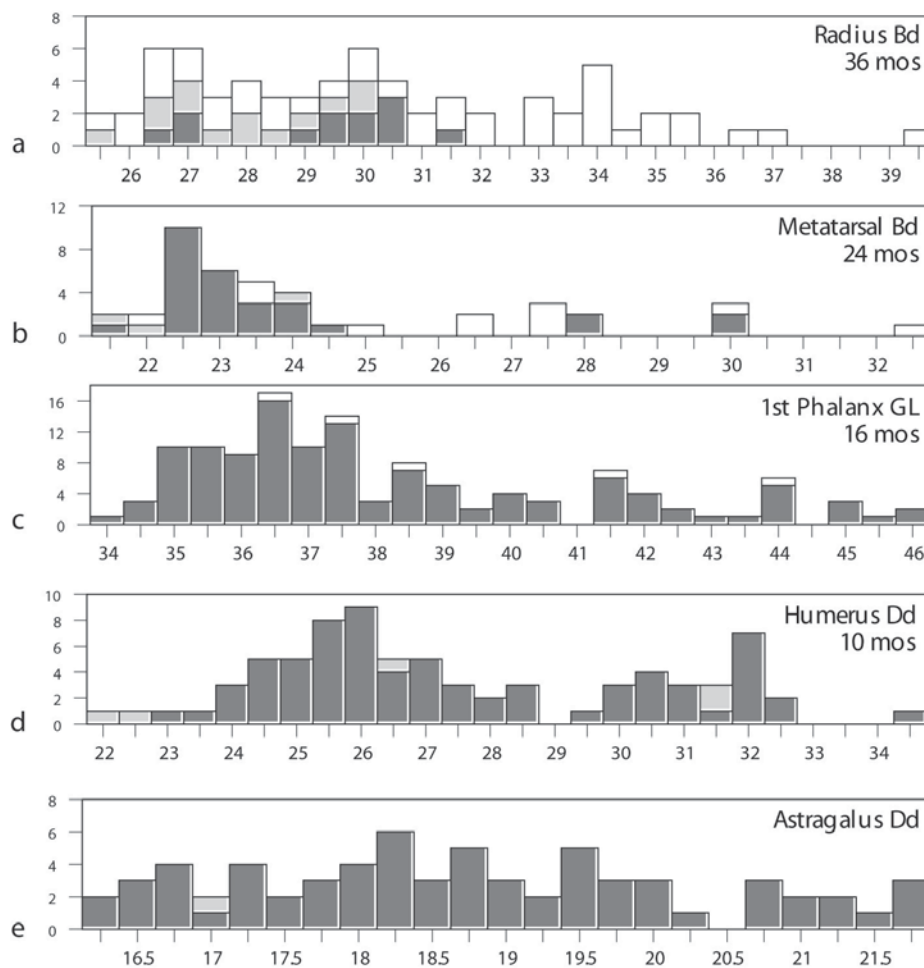 8
Radius Bd
6
36 mos
4
2
a 0
26 27 28 29 30 31 32 33 34 35 36 37 38 39
12
Metatarsal Bd
8
24 mos
4
b 0
22 23 24 25 26 27 28 29 30 31 32
16
1st Phalanx GL
12
16 mos
8
4
c 0
34 35 36 37 38 39 40 41 42 43 44 45 46
10
Humerus Dd
8
10 mos
6
4
2
d 0
22 23 24 25 26 27 28 29 30 31 32 33 34
8
Astragalus Dd
6
4
2
e 0
16.5 17 17.5 18 18.5 19 19.5 20 20.5 21 21.5